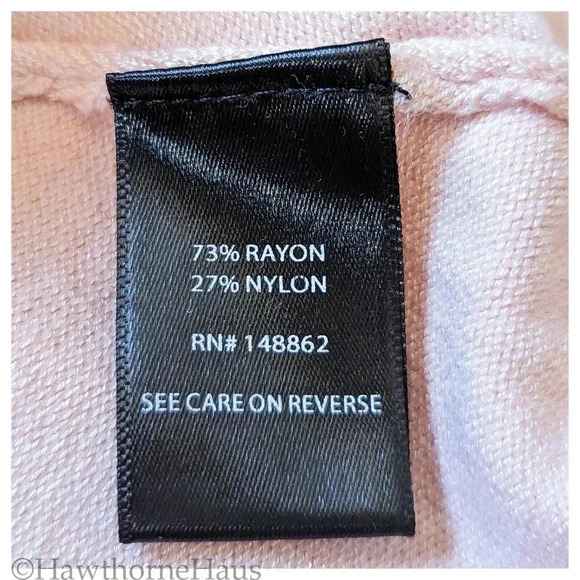 73% RAYON
27% NYLON
RN# 148862
SEE CARE ON REVERSE
©HawthorneHaus